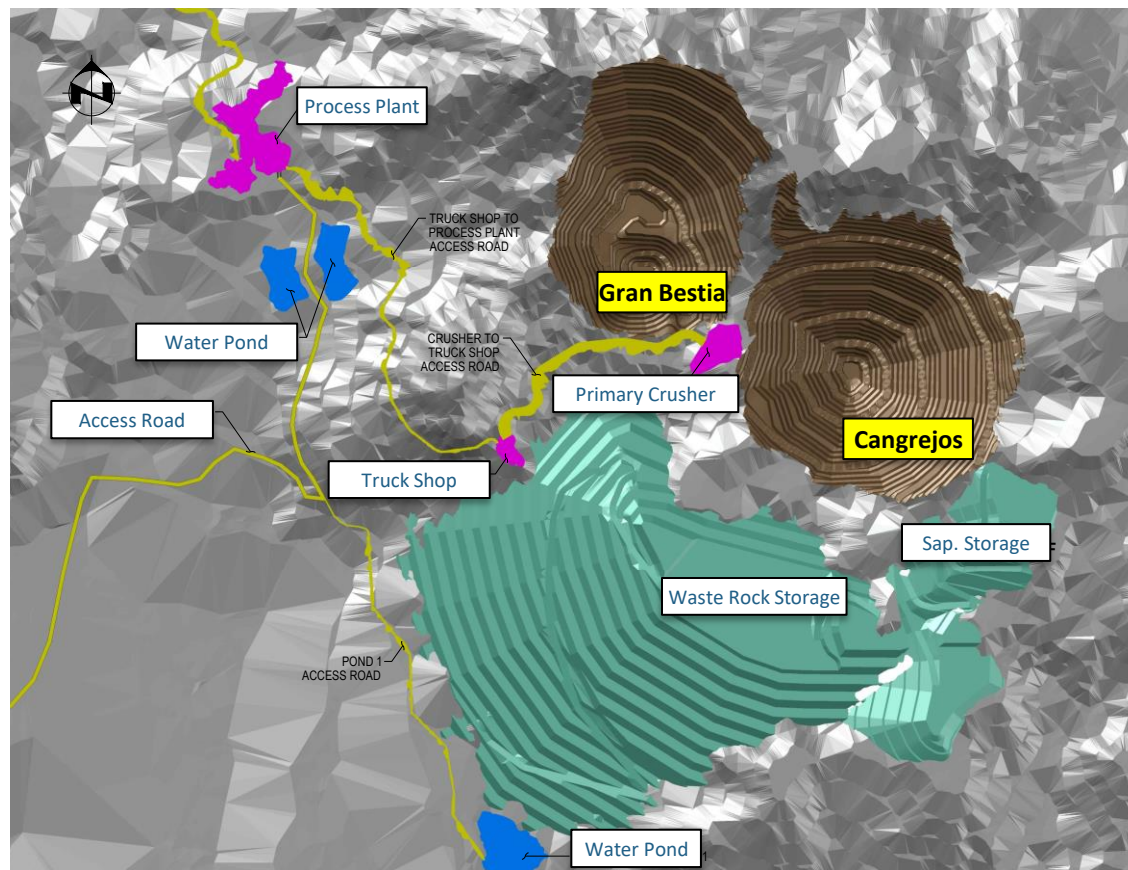 Process Plant
TRUCK SHOP TO
PROCESS PLANT
ACCESS ROAD
Gran Bestia
Water Pond
CRUSHER TO
TRUCK SHOP
ACCESS ROAD
Primary Crusher
Access Road
Cangrejos
Truck Shop
Sap. Storage
Waste Rock Storage
POND 1
ACCESS ROAD
Water Pond